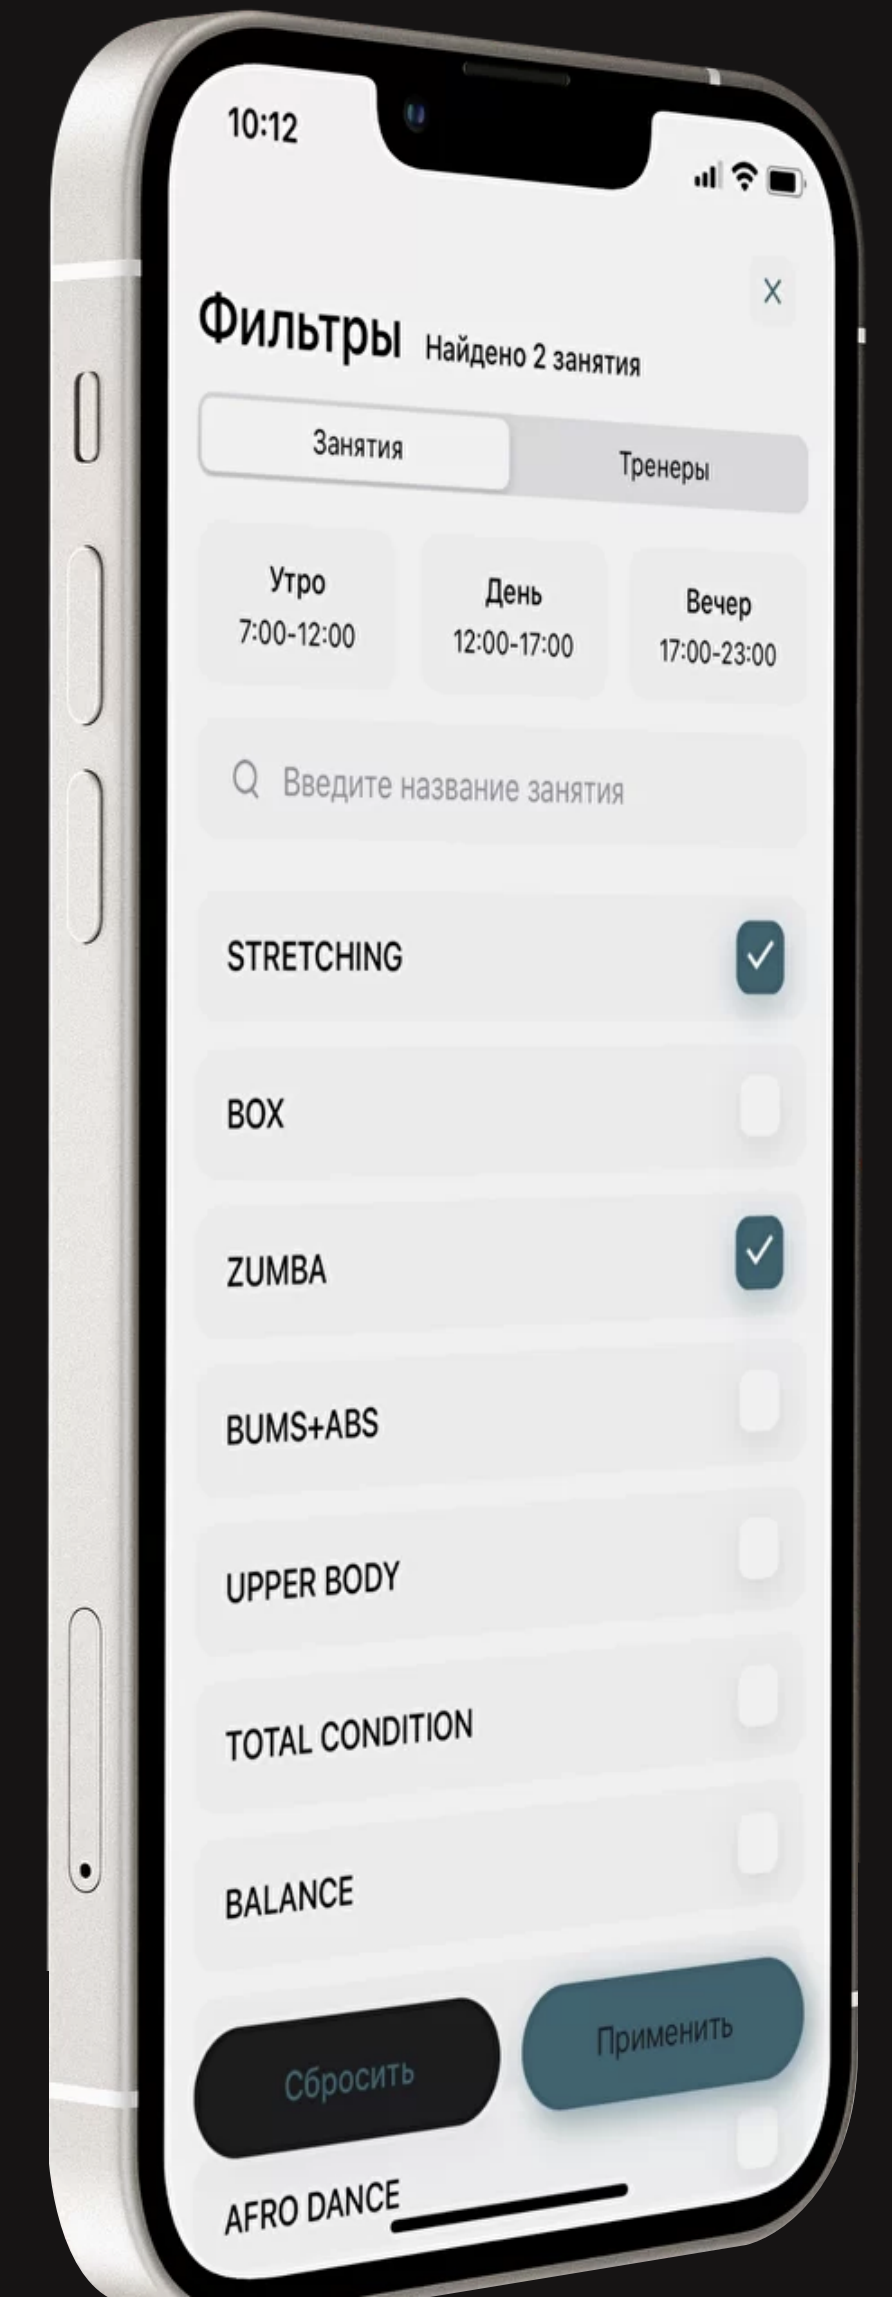 10:12
X
Фильтры Найдено 2 занятия
Занятия Тренеры
Утро День Вечер
7:00-12:00 12:00-17:00 17:00-23:00
Введите название занятия
STRETCHING
BOX
ZUMBA
BUMS+ABS
UPPER BODY
TOTAL CONDITION
BALANCE
Сбросить Применить
AFRO DANCE